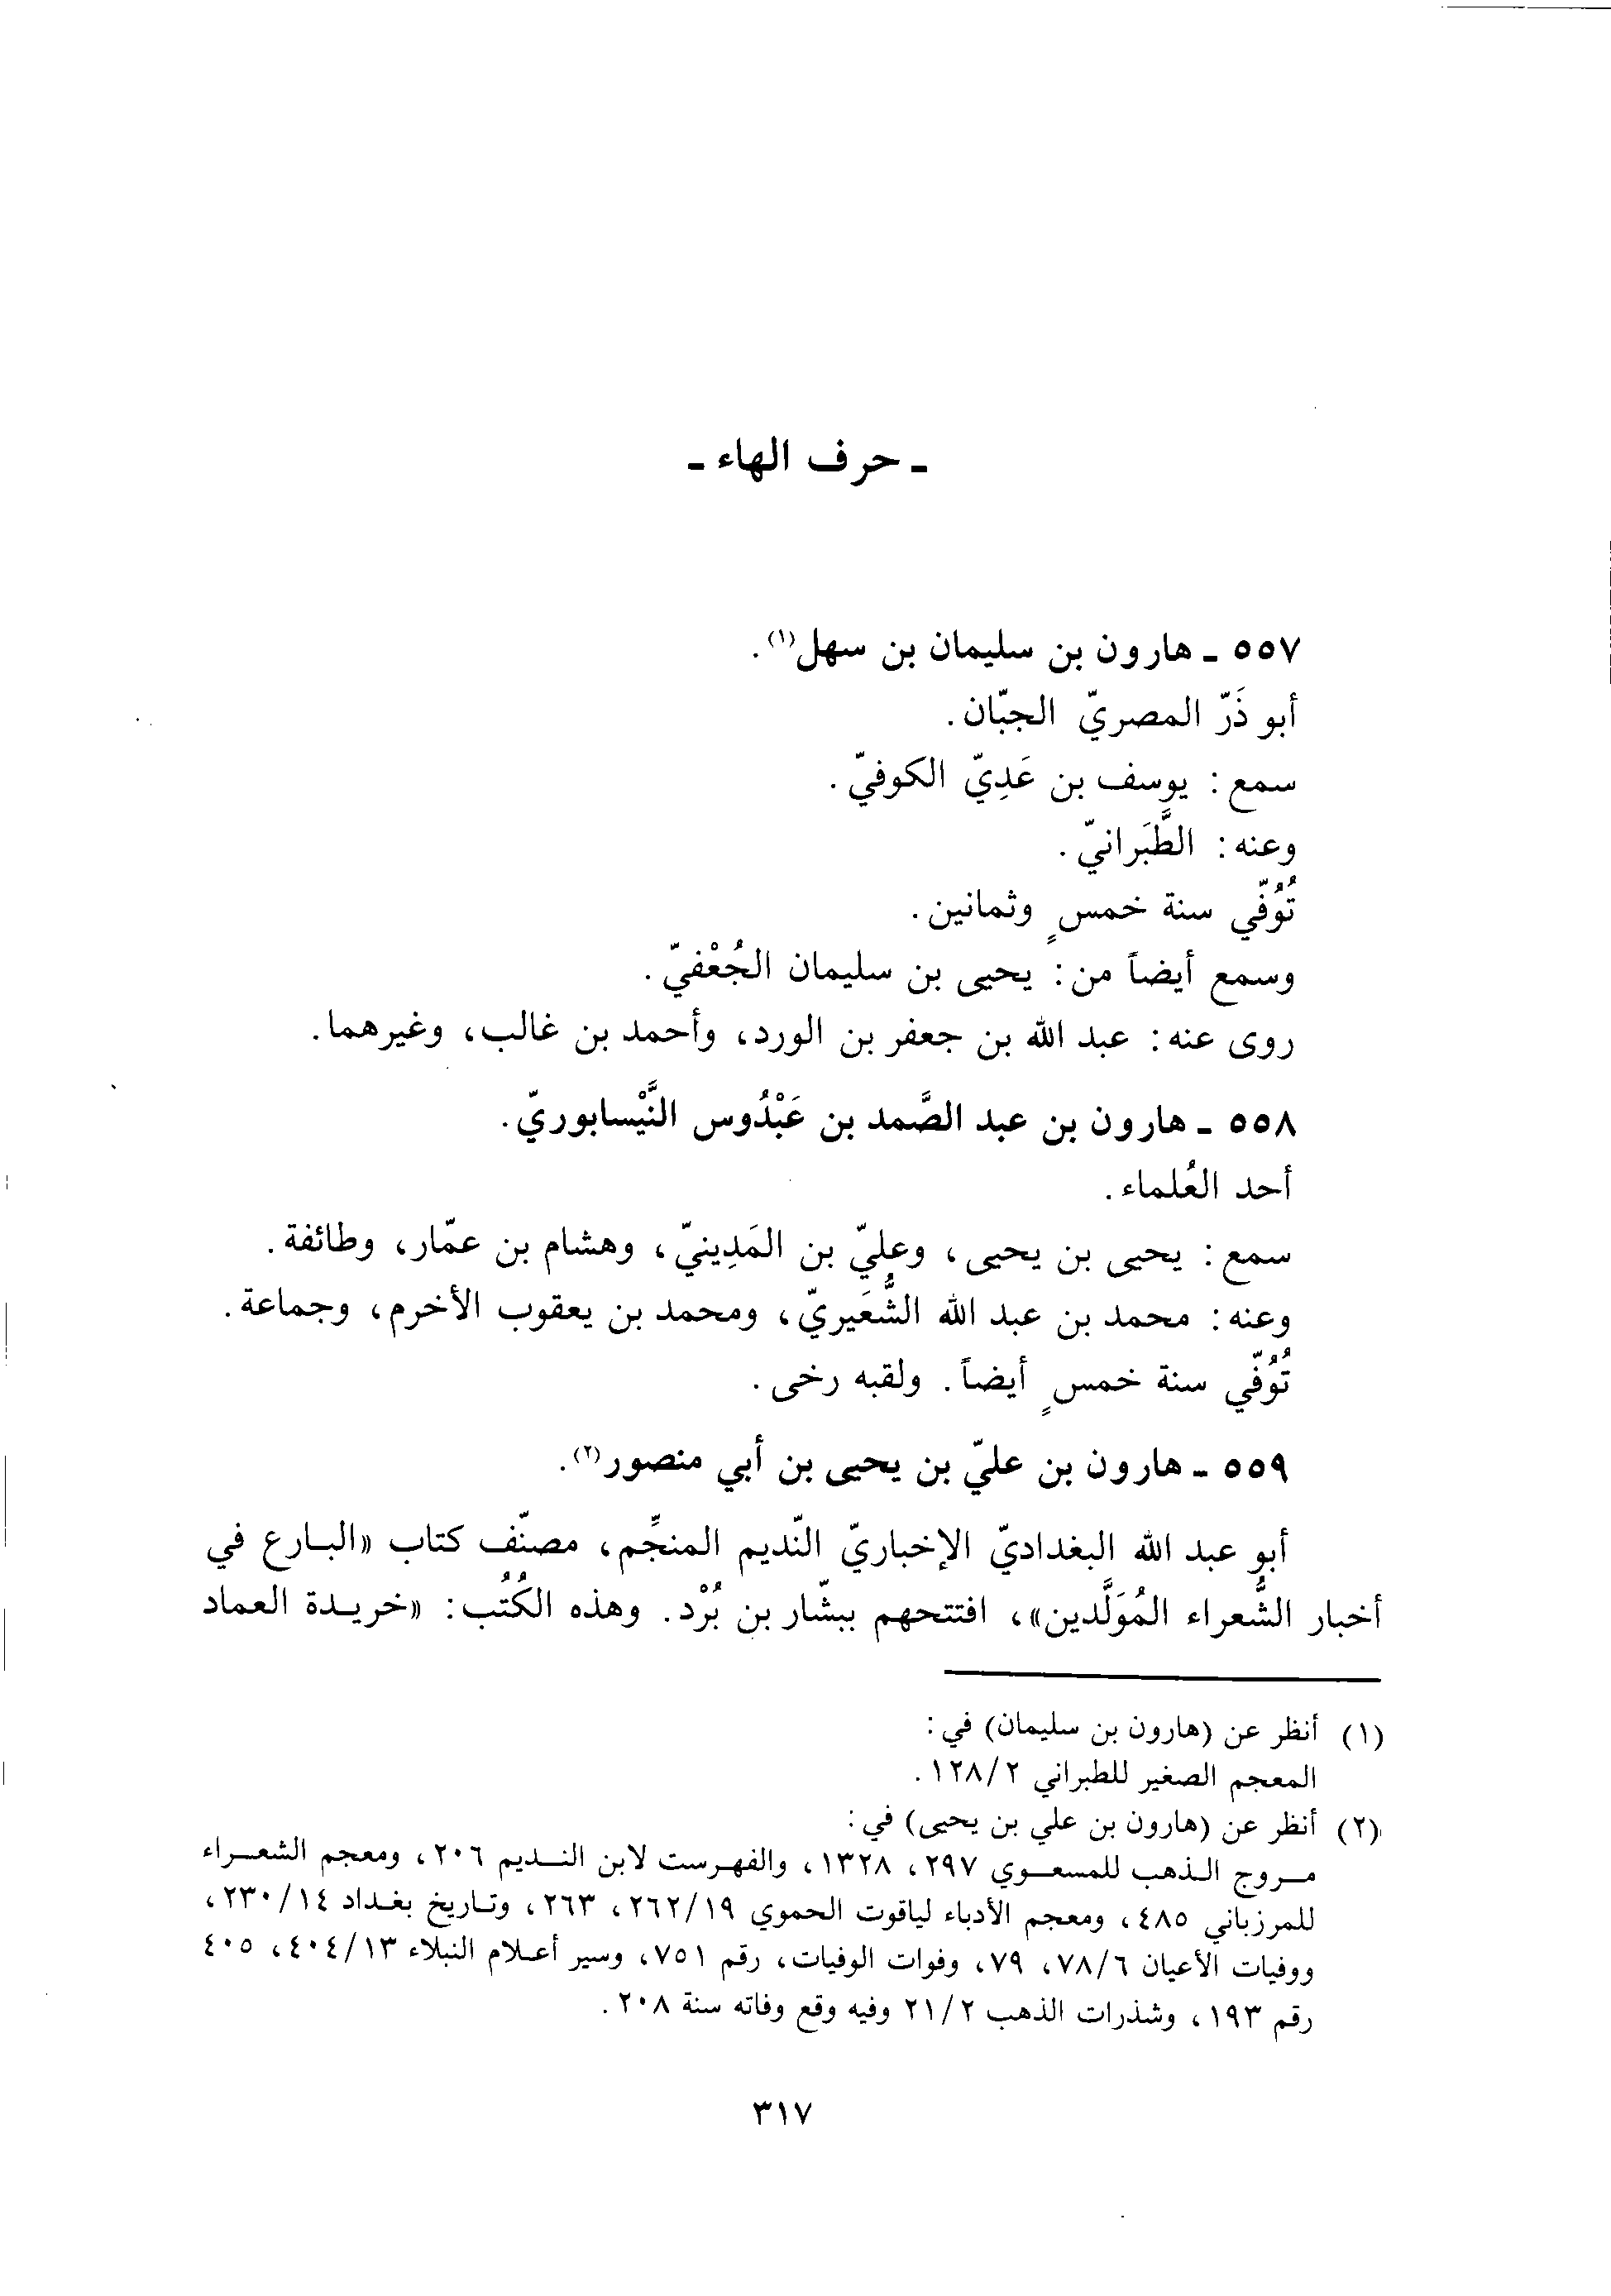 ـ حرف الهاء ـ
٥٥٧ ـ هارون بن سليمان بن سهل(١).
أبو ذَرّ المصريّ الجبّان.
سمع: يوسف بن عَدِيّ الكوفيّ.
وعنه: الطَّبَرانيّ.
تُوُفّي سنة خمسٍ وثمانين.
وسمع أيضاً من: يحيى بن سليمان الجُعْفيّ.
روى عنه: عبد الله بن جعفر بن الورد، وأحمد بن غالب، وغيرهما.
٥٥٨ ـ هارون بن عبد الصَّمد بن عَبْدُوس النَّيْسابوريّ.
أحد العُلماء.
سمع: يحيى بن يحيى، وعليّ بن المَدِينيّ، وهشام بن عمّار، وطائفة.
وعنه: محمد بن عبد الله الشُّعَيريّ، ومحمد بن يعقوب الأخرم، وجماعة.
تُوُفّي سنة خمسٍ أيضاً. ولقبه رخى.
٥٥٩ ـ هارون بن عليّ بن يحيى بن أبي منصور(٢).
أبو عبد الله البغداديّ الإخباريّ النّديم المنجِّم، مصنّف كتاب «البارع في
أخبار الشُّعراء المُوَلَّدين»، افتتحهم ببشّار بن بُرْد. وهذه الكُتُب: «خريدة العماد
(١) أنظر عن (هارون بن سليمان) في:
المعجم الصغير للطبراني ١٢٨/٢.
(٢) أنظر عن (هارون بن علي بن يحيى) في:
مروج الذهب للمسعودي ٢٩٧، ١٣٢٨، والفهرست لابن النديم ٢٠٦، ومعجم الشعراء
للمرزباني ٤٨٥، ومعجم الأدباء لياقوت الحموي ٢٦٢/١٩، ٢٦٣، وتاريخ بغداد ٢٣٠/١٤،
ووفيات الأعيان ٧٨/٦، ٧٩، وفوات الوفيات، رقم ٧٥١، وسير أعلام النبلاء ٤٠٤/١٣، ٤٠٥
رقم ١٩٣، وشذرات الذهب ٢١/٢ وفيه وقع وفاته سنة ٢٠٨.
٣١٧